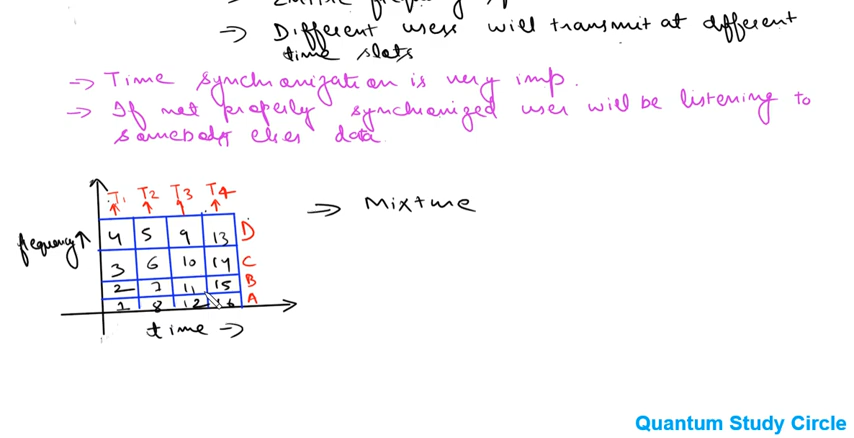 → Different users will transmit at different
time slots
→ Time synchronization is very imp.
→ If not properly synchronized user will be listening to
somebody elses data
T1 T2 T3 T4
frequency ↑ 4 5 9 13 D
3 6 10 14 C
2 7 11 15 B
1 8 12 16 A
time →
⇒ Mixture
Quantum Study Circle